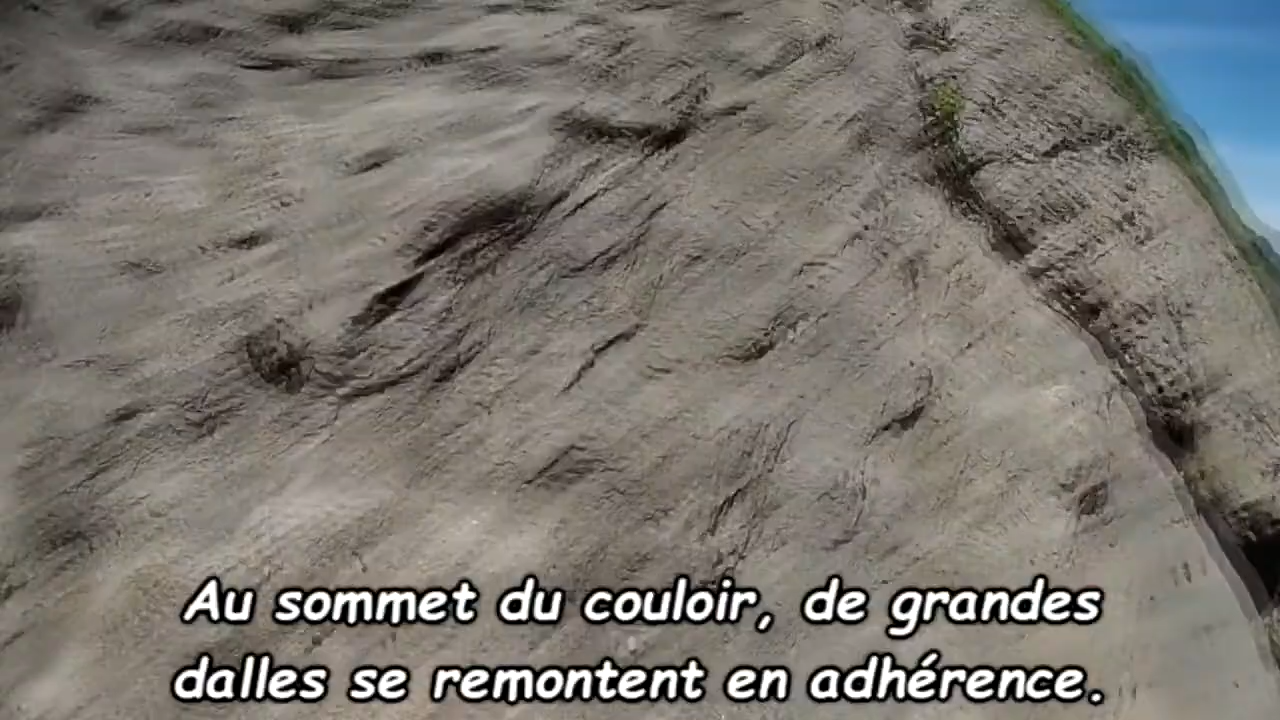 Au sommet du couloir, de grandes
dalles se remontent en adhérence.